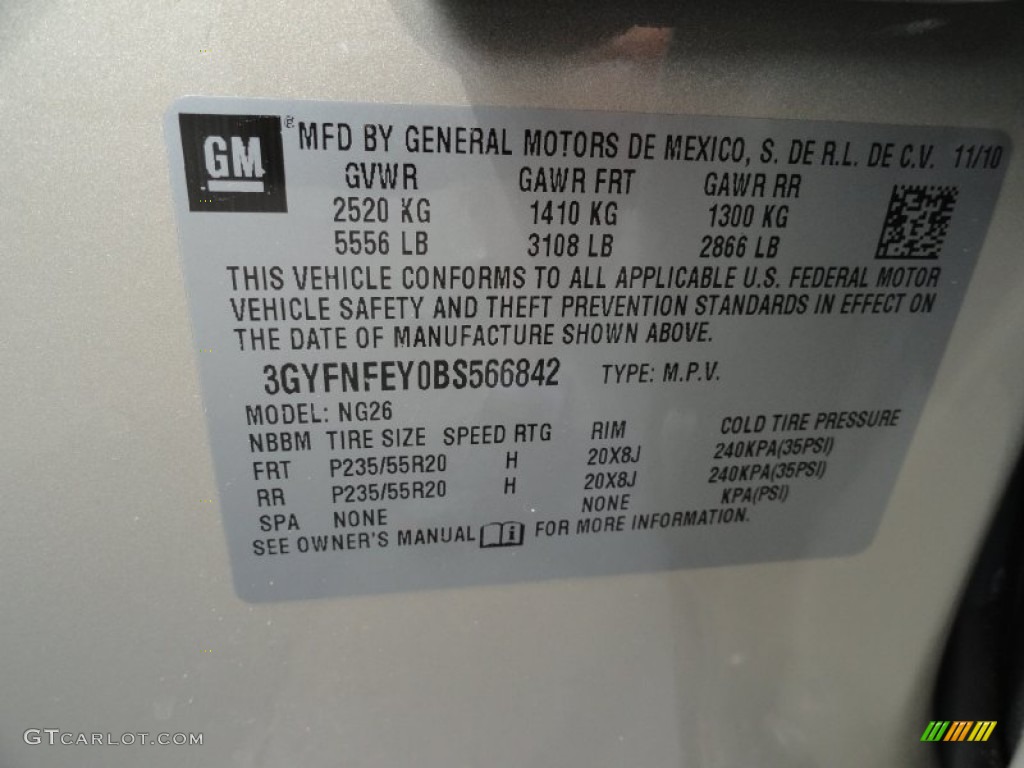 GM ® MFD BY GENERAL MOTORS DE MEXICO, S. DE R.L. DE C.V. 11/10
GVWR GAWR FRT GAWR RR
2520 KG 1410 KG 1300 KG
5556 LB 3108 LB 2866 LB
THIS VEHICLE CONFORMS TO ALL APPLICABLE U.S. FEDERAL MOTOR
VEHICLE SAFETY AND THEFT PREVENTION STANDARDS IN EFFECT ON
THE DATE OF MANUFACTURE SHOWN ABOVE.
3GYFNFEY0BS566842 TYPE: M.P.V.
MODEL: NG26
NBBM TIRE SIZE SPEED RTG RIM COLD TIRE PRESSURE
FRT P235/55R20 H 20X8J 240KPA(35PSI)
RR P235/55R20 H 20X8J 240KPA(35PSI)
SPA NONE NONE KPA(PSI)
SEE OWNER'S MANUAL i FOR MORE INFORMATION.
GTCARLOT.COM